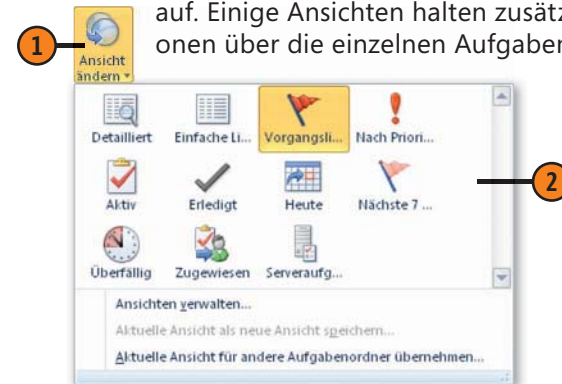 auf. Einige Ansichten halten zusätz
onen über die einzelnen Aufgaben
1
Ansicht
ändern
Detailliert Einfache Li... Vorgangsli... Nach Priori...
2
Aktiv Erledigt Heute Nächste 7 ...
Überfällig Zugewiesen Serveraufg...
Ansichten verwalten...
Aktuelle Ansicht als neue Ansicht speichern...
Aktuelle Ansicht für andere Aufgabenordner übernehmen...